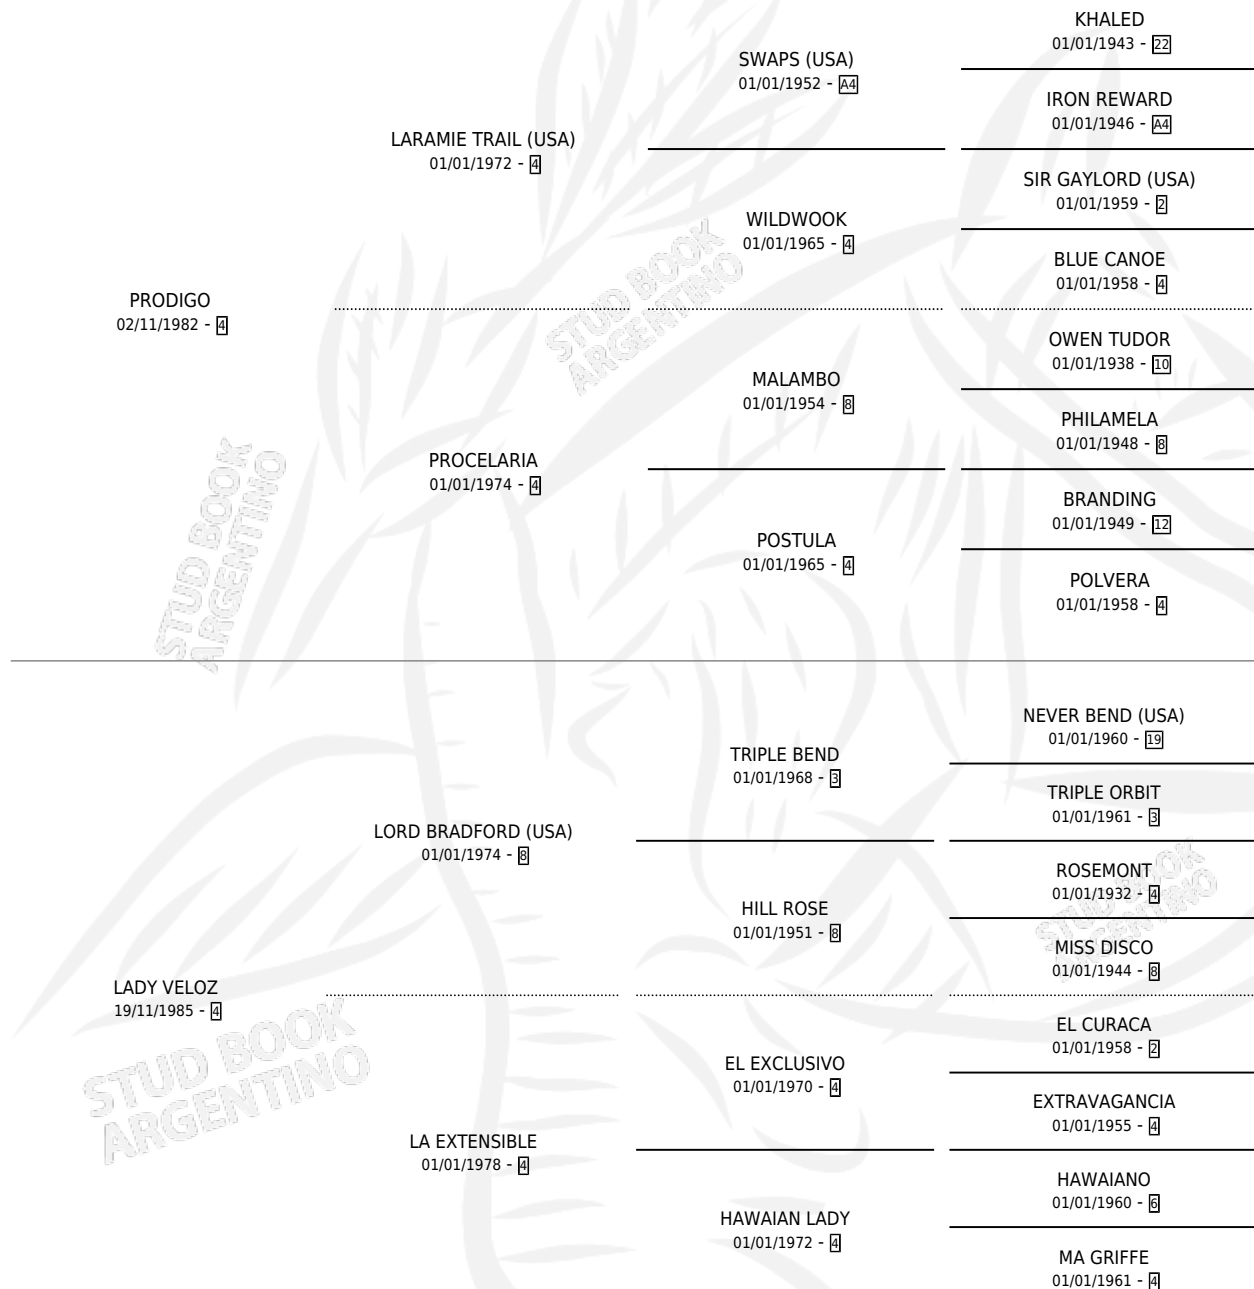 KHALED
01/01/1943 - 22
SWAPS (USA)
01/01/1952 - A4
IRON REWARD
01/01/1946 - A4
LARAMIE TRAIL (USA)
01/01/1972 - 4
SIR GAYLORD (USA)
01/01/1959 - 2
WILDWOOK
01/01/1965 - 4
BLUE CANOE
01/01/1958 - 4
PRODIGO
02/11/1982 - 4
STUD BOOK
ARGENTINO
OWEN TUDOR
01/01/1938 - 10
MALAMBO
01/01/1954 - 8
PHILAMELA
01/01/1948 - 8
PROCELARIA
01/01/1974 - 4
BRANDING
01/01/1949 - 12
POSTULA
01/01/1965 - 4
POLVERA
01/01/1958 - 4
STUD BOOK
ARGENTINO
NEVER BEND (USA)
01/01/1960 - 19
TRIPLE BEND
01/01/1968 - 3
TRIPLE ORBIT
01/01/1961 - 3
LORD BRADFORD (USA)
01/01/1974 - 8
ROSEMONT
01/01/1932 - 4
HILL ROSE
01/01/1951 - 8
MISS DISCO
01/01/1944 - 8
STUD BOOK
ARGENTINO
LADY VELOZ
19/11/1985 - 4
EL CURACA
01/01/1958 - 2
EL EXCLUSIVO
01/01/1970 - 4
EXTRAVAGANCIA
01/01/1955 - 4
STUD BOOK
ARGENTINO
LA EXTENSIBLE
01/01/1978 - 4
HAWAIANO
01/01/1960 - 6
HAWAIAN LADY
01/01/1972 - 4
MA GRIFFE
01/01/1961 - 4